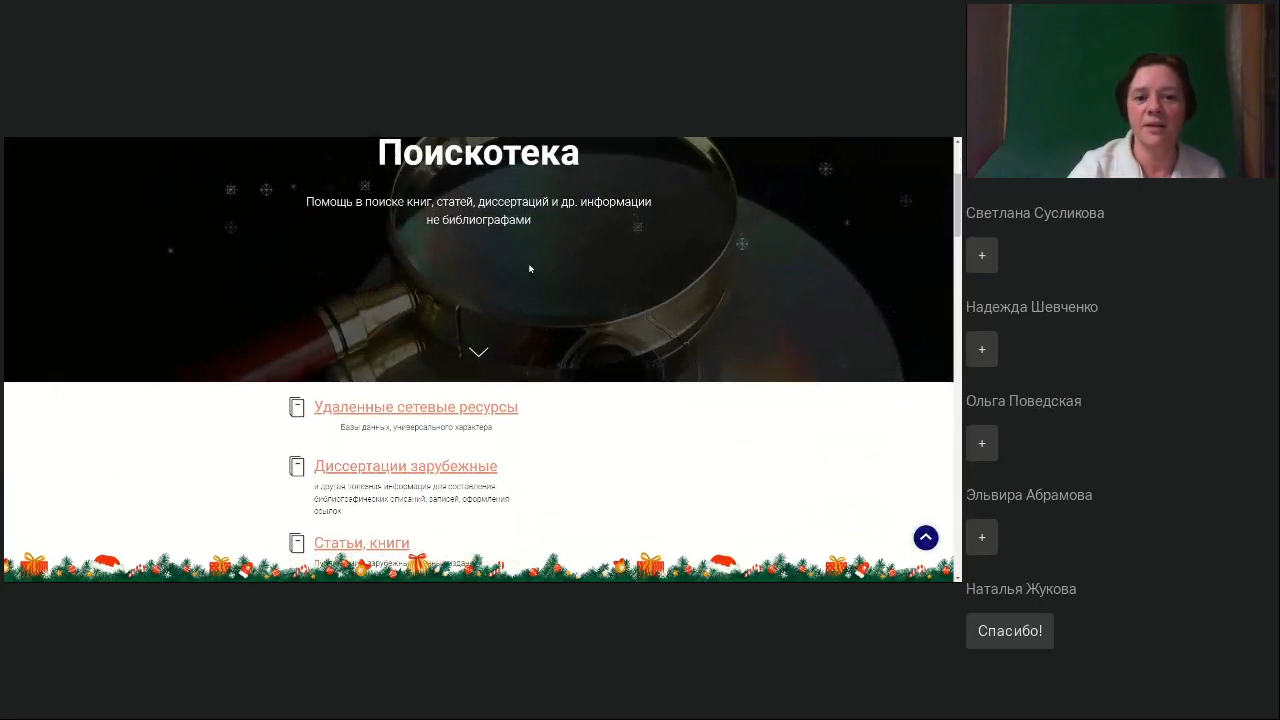 Поискотека
Помощь в поиске книг, статей, диссертаций и др. информации
не библиографами
Удаленные сетевые ресурсы
Базы данных, универсального характера
Диссертации зарубежные
и другая полезная информация для составления
библиографических описаний, записей, оформления
ссылок
Статьи, книги
Светлана Сусликова
+
Надежда Шевченко
+
Ольга Поведская
+
Эльвира Абрамова
+
Наталья Жукова
Спасибо!